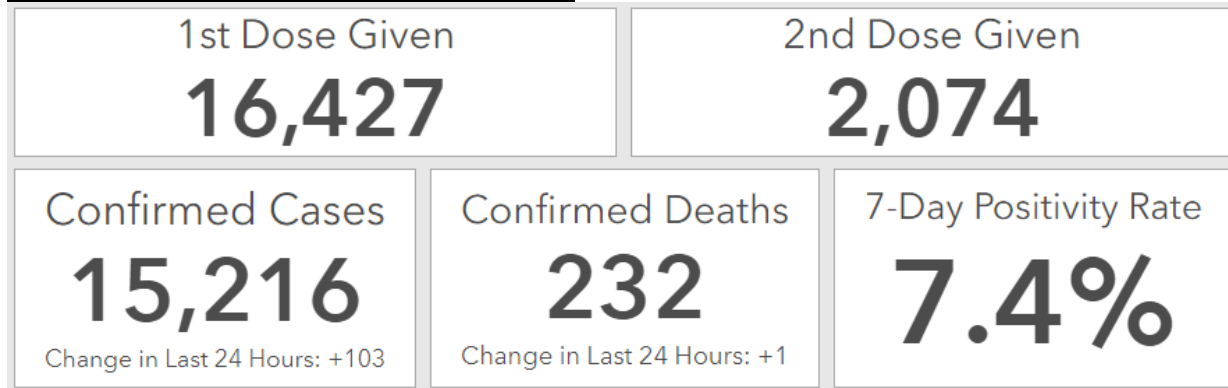 1st Dose Given
16,427
2nd Dose Given
2,074
Confirmed Cases
15,216
Change in Last 24 Hours: +103
Confirmed Deaths
232
Change in Last 24 Hours: +1
7-Day Positivity Rate
7.4%